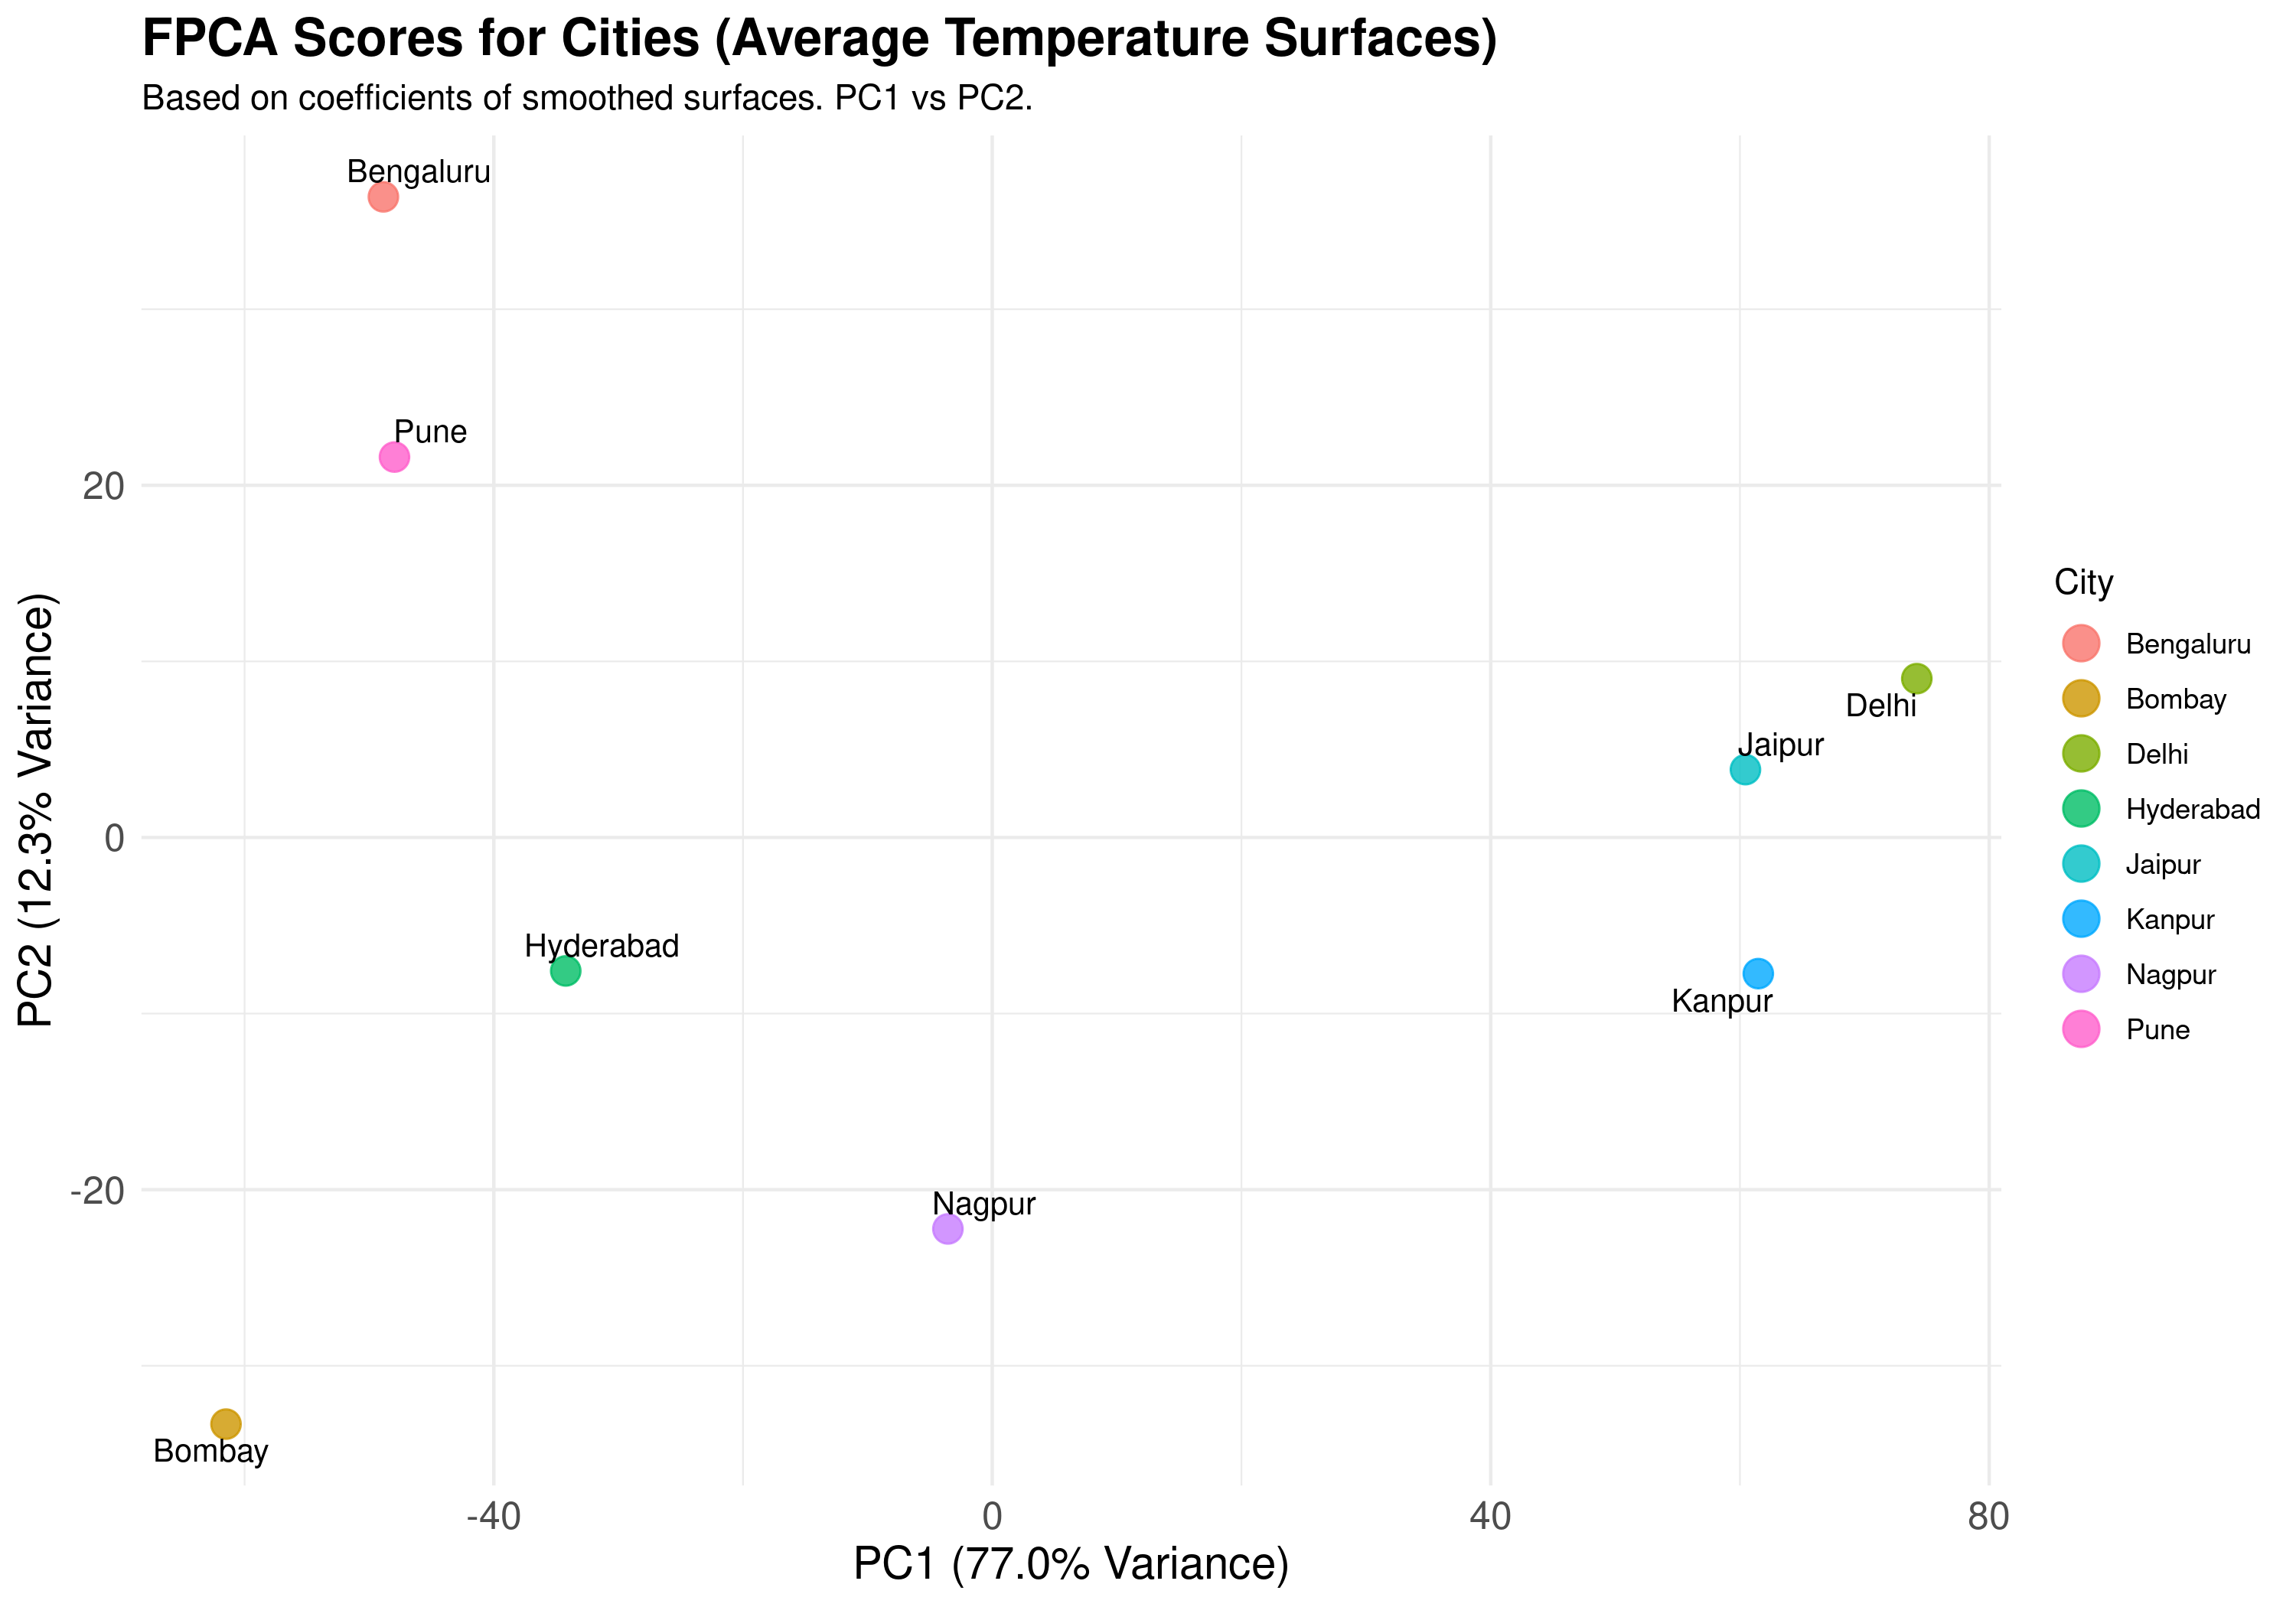 FPCA Scores for Cities (Average Temperature Surfaces)
Based on coefficients of smoothed surfaces. PC1 vs PC2.
Bengaluru
Pune
20
Delhi
Jaipur
0
Hyderabad
Kanpur
-20
Nagpur
Bombay
-40
0
40
80
PC1 (77.0% Variance)
PC2 (12.3% Variance)
City
Bengaluru
Bombay
Delhi
Hyderabad
Jaipur
Kanpur
Nagpur
Pune